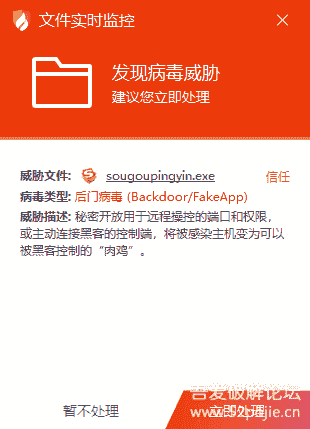 文件实时监控
发现病毒威胁
建议您立即处理
威胁文件: sougoupingyin.exe 信任
病毒类型: 后门病毒 (Backdoor/FakeApp)
威胁描述: 秘密开放用于远程操控的端口和权限，
或主动连接黑客的控制端，将被感染主机变为可以
被黑客控制的“肉鸡”。
暂不处理 立即处理
吾爱破解论坛
www.52pojie.cn